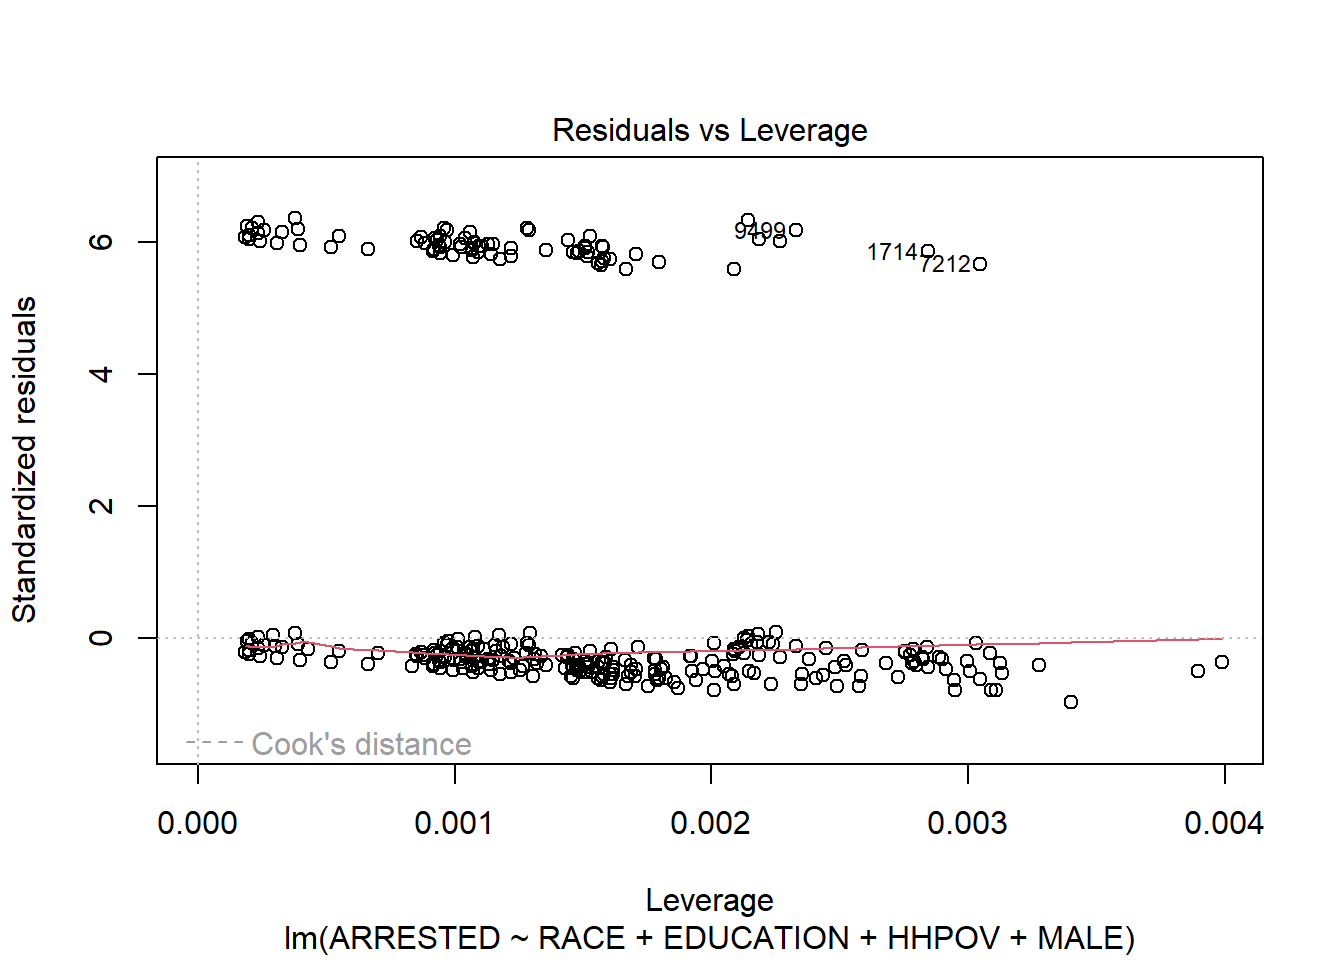 Residuals vs Leverage
Standardized residuals
6
4
2
0
9499
1714
7212
Cook's distance
0.000 0.001 0.002 0.003 0.004
Leverage
lm(ARRESTED ~ RACE + EDUCATION + HHPOV + MALE)